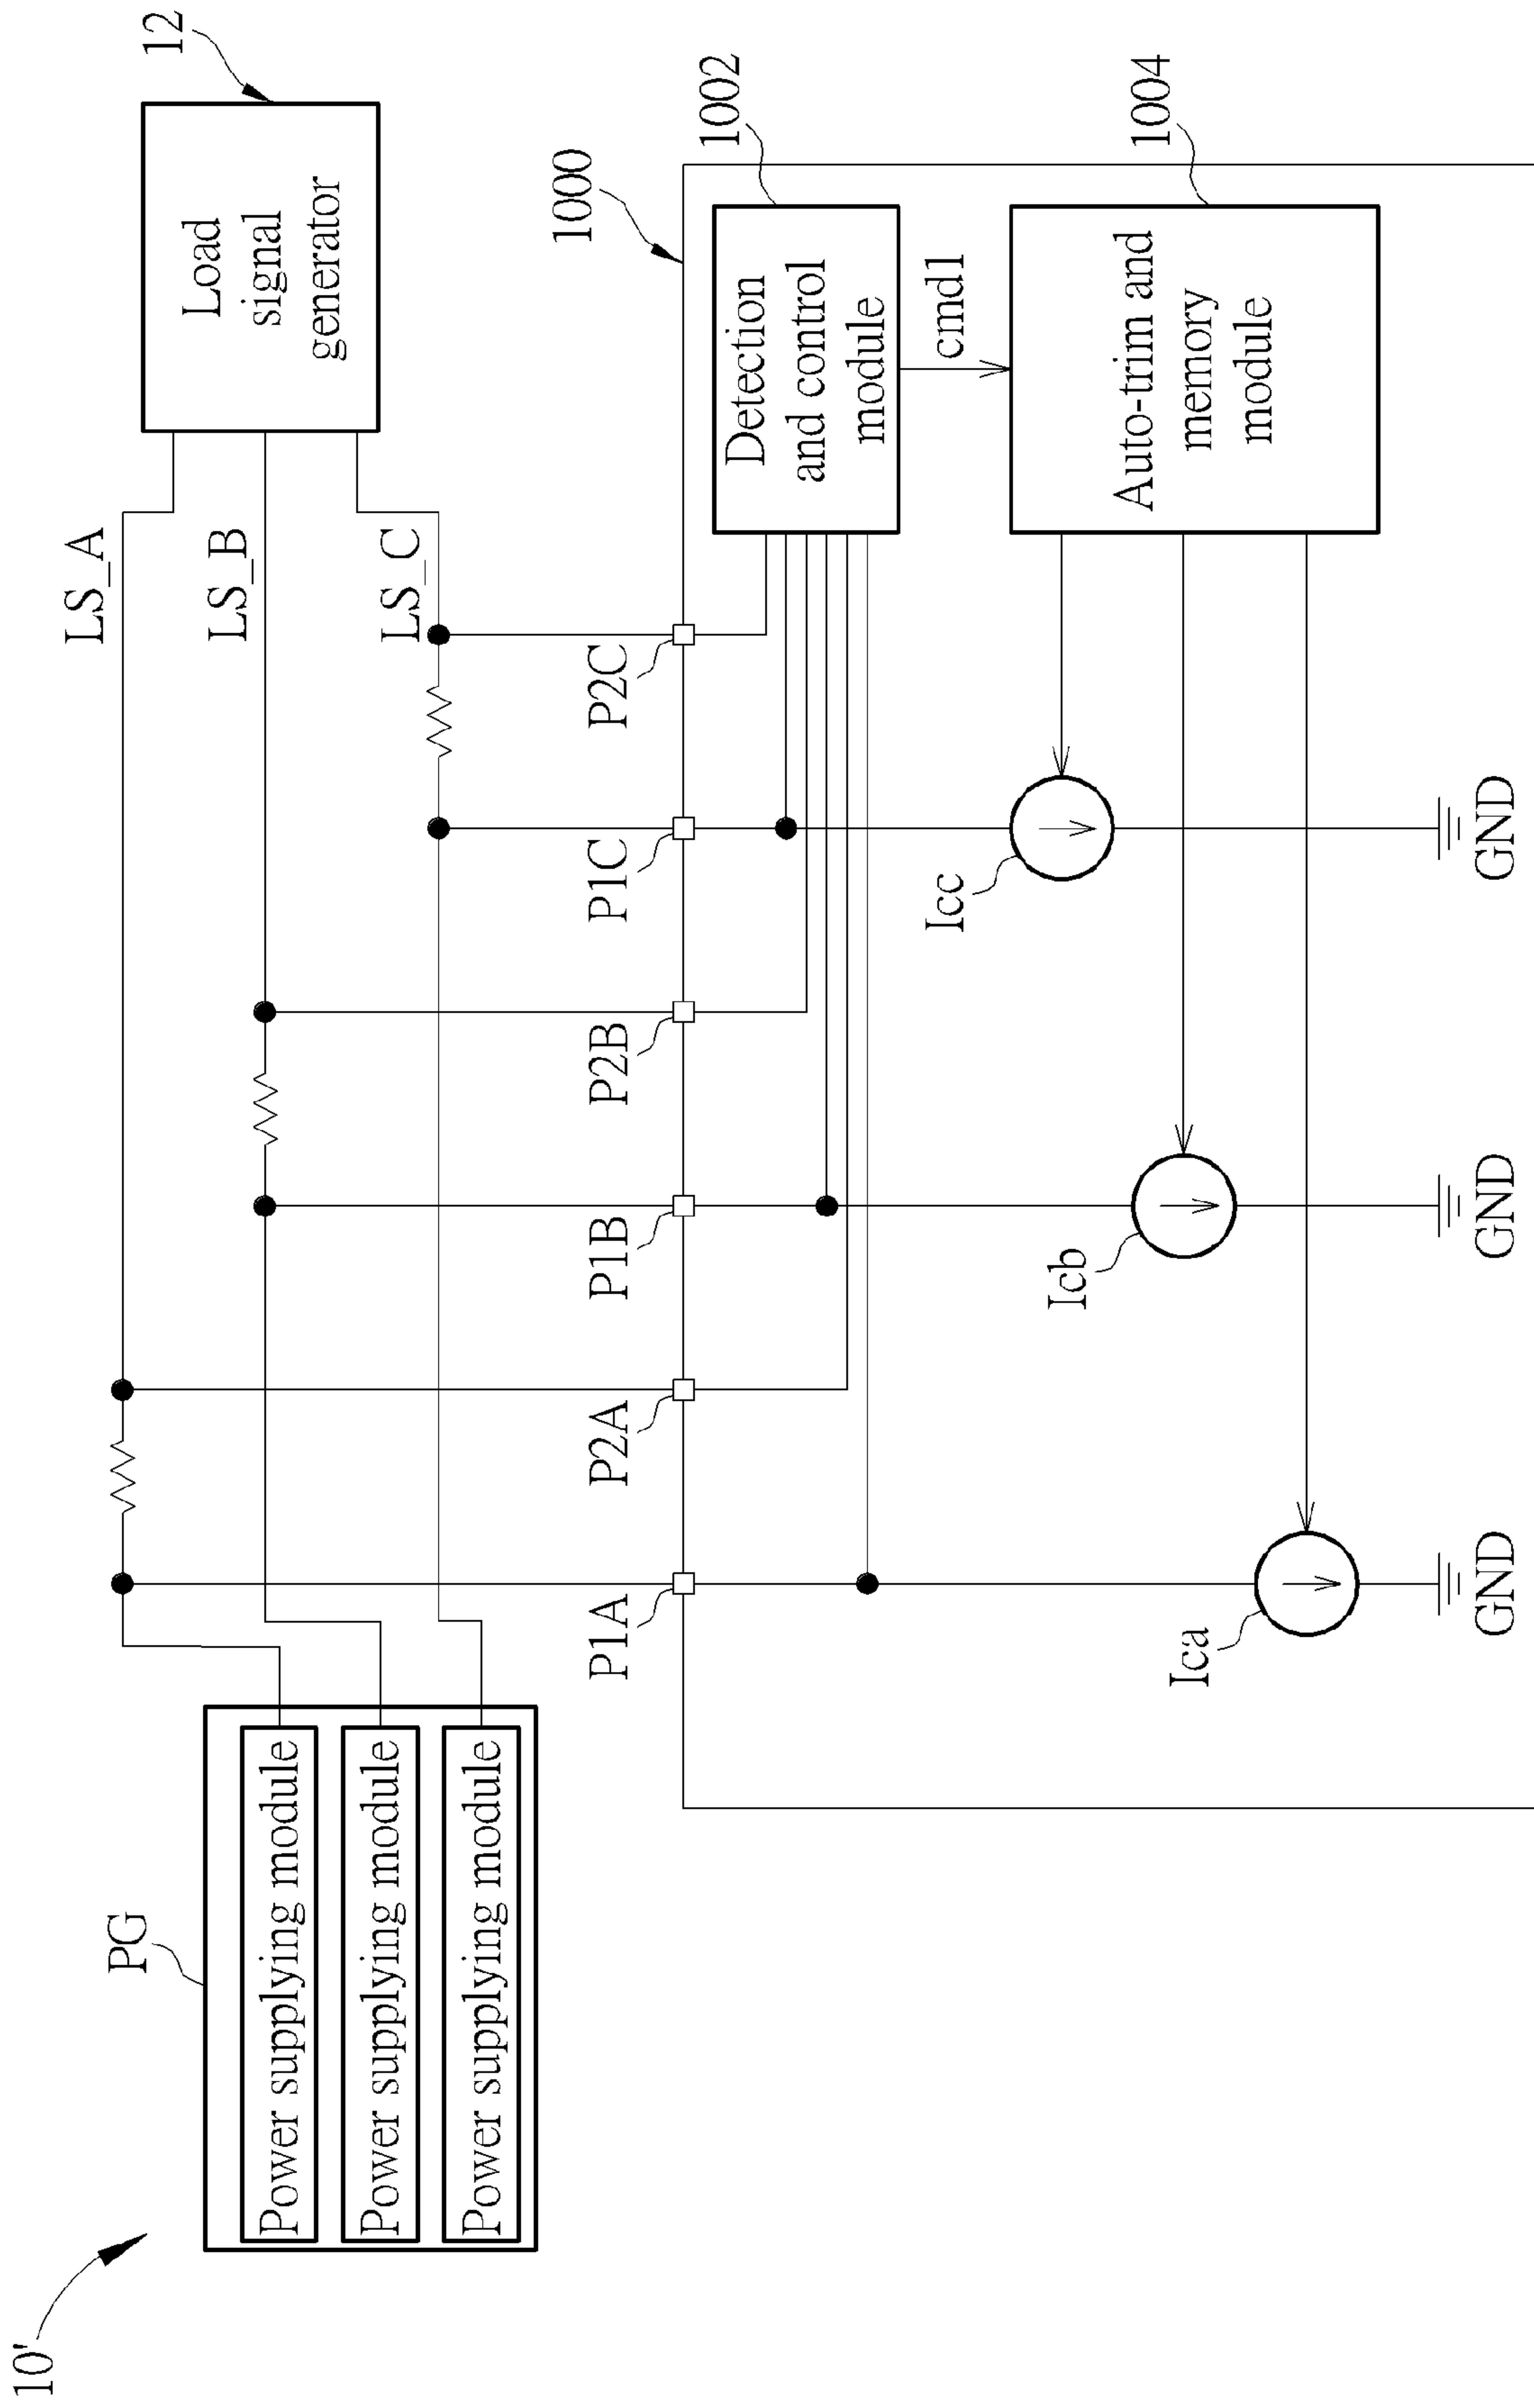 10'
PG
Power supplying module
Power supplying module
Power supplying module
LS_A
LS_B
LS_C
12
Load
signal
generator
P1A
P2A
P1B
P2B
P1C
P2C
1000
Detection
and control
module
1002
cmd1
Auto-trim and
memory
module
1004
Icc
Icb
Ica
GND
GND
GND